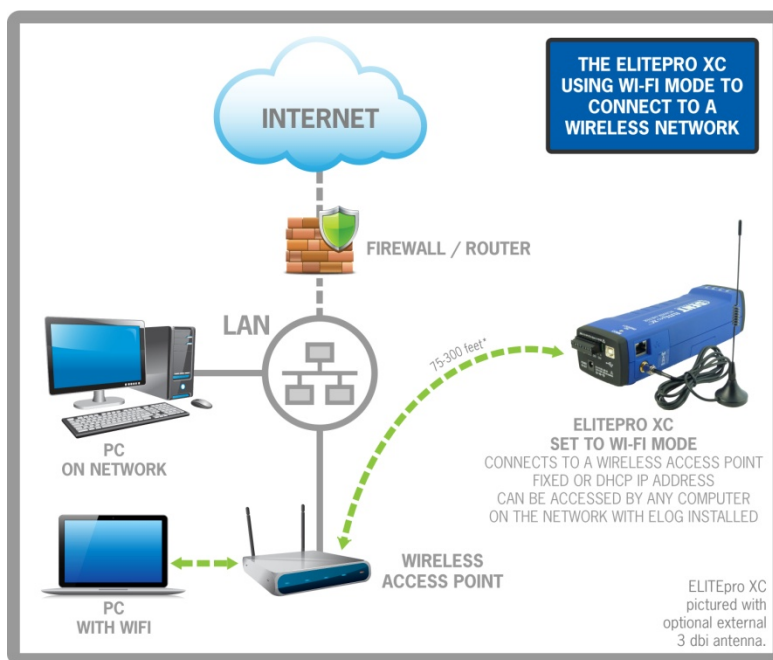 THE ELITEPRO XC
USING WI-FI MODE TO
CONNECT TO A
WIRELESS NETWORK
INTERNET
FIREWALL / ROUTER
LAN
75-300 feet*
PC
ON NETWORK
ELITEPRO XC
SET TO WI-FI MODE
CONNECTS TO A WIRELESS ACCESS POINT
FIXED OR DHCP IP ADDRESS
CAN BE ACCESSED BY ANY COMPUTER
ON THE NETWORK WITH ELOG INSTALLED
WIRELESS
ACCESS POINT
PC
WITH WIFI
ELITEpro XC
pictured with
optional external
3 dbi antenna.